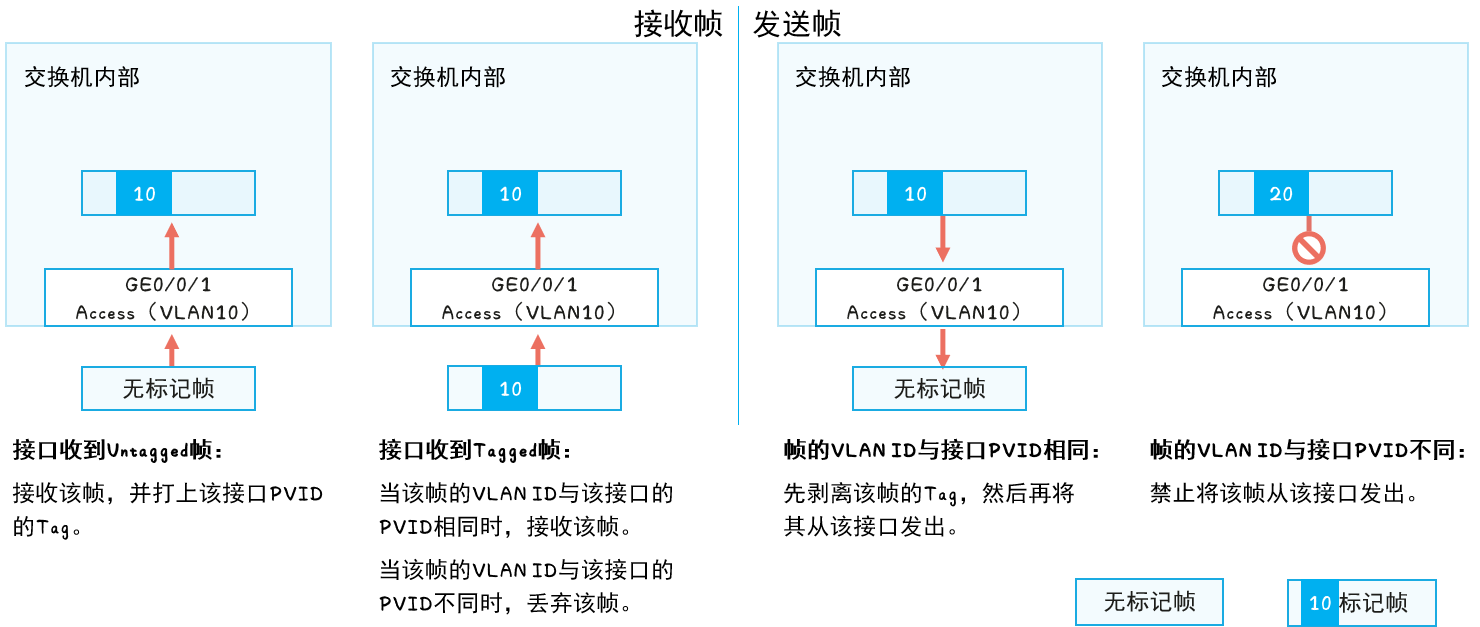 接收帧
发送帧
交换机内部
10
GE0/0/1
Access（VLAN10）
无标记帧
接口收到Untagged帧：
接收该帧，并打上该接口PVID
的Tag。
交换机内部
10
GE0/0/1
Access（VLAN10）
10
接口收到Tagged帧：
当该帧的VLAN ID与该接口的
PVID相同时，接收该帧。
当该帧的VLAN ID与该接口的
PVID不同时，丢弃该帧。
交换机内部
10
GE0/0/1
Access（VLAN10）
无标记帧
帧的VLAN ID与接口PVID相同：
先剥离该帧的Tag，然后再将
其从该接口发出。
交换机内部
20
GE0/0/1
Access（VLAN10）
帧的VLAN ID与接口PVID不同：
禁止将该帧从该接口发出。
无标记帧
10 标记帧